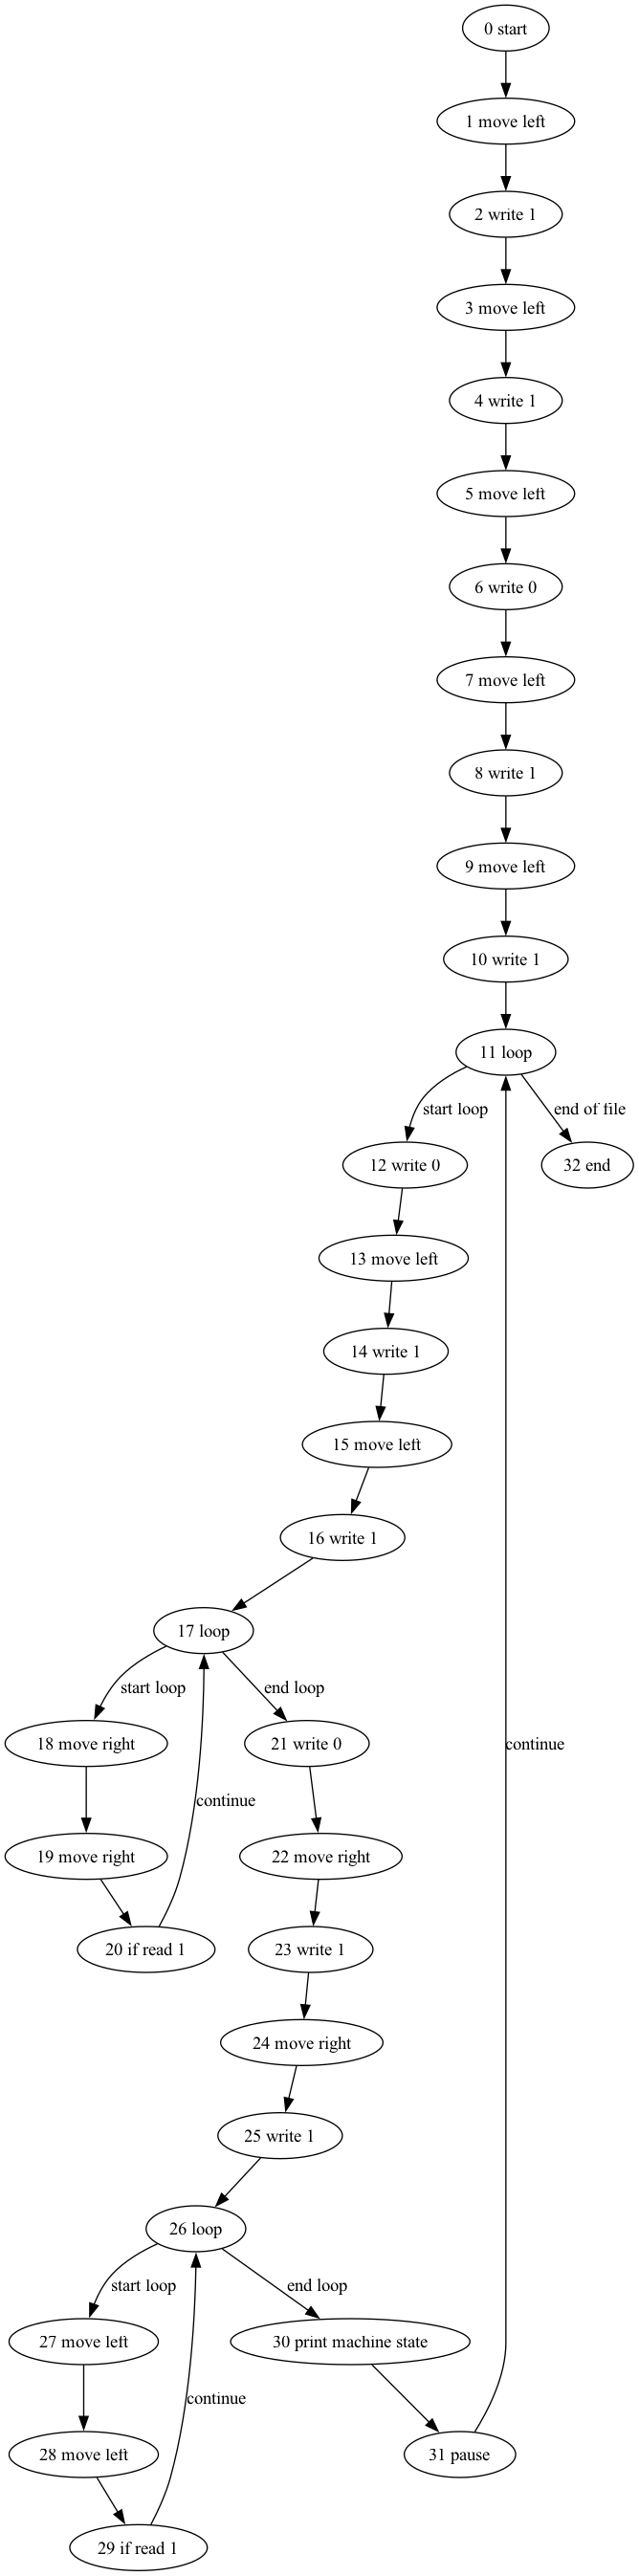 0 start
1 move left
2 write 1
3 move left
4 write 1
5 move left
6 write 0
7 move left
8 write 1
9 move left
10 write 1
11 loop
start loop
end of file
12 write 0
32 end
13 move left
14 write 1
15 move left
16 write 1
17 loop
start loop
end loop
18 move right
21 write 0
continue
19 move right
continue
22 move right
20 if read 1
23 write 1
24 move right
25 write 1
26 loop
start loop
end loop
27 move left
30 print machine state
continue
28 move left
31 pause
29 if read 1